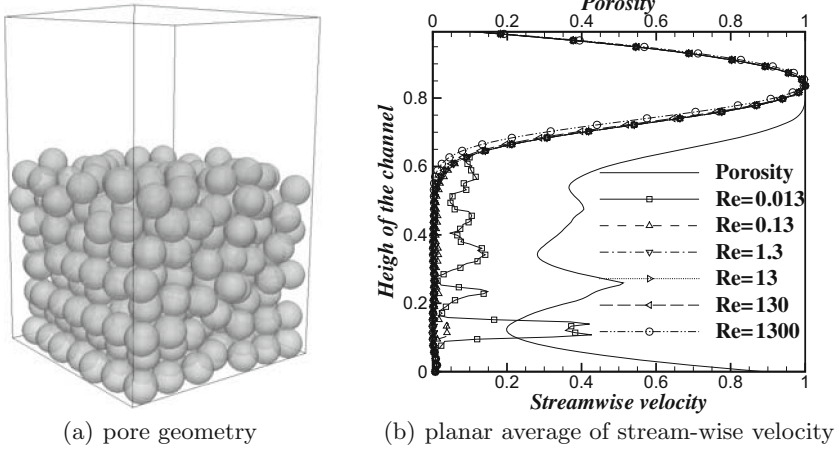 Porosity
0 0.2 0.4 0.6 0.8 1
Heigh of the channel
0.8
0.6
0.4
0.2
0
Porosity
Re=0.013
Re=0.13
Re=1.3
Re=13
Re=130
Re=1300
0.2 0.4 0.6 0.8 1
Streamwise velocity
(a) pore geometry
(b) planar average of stream-wise velocity